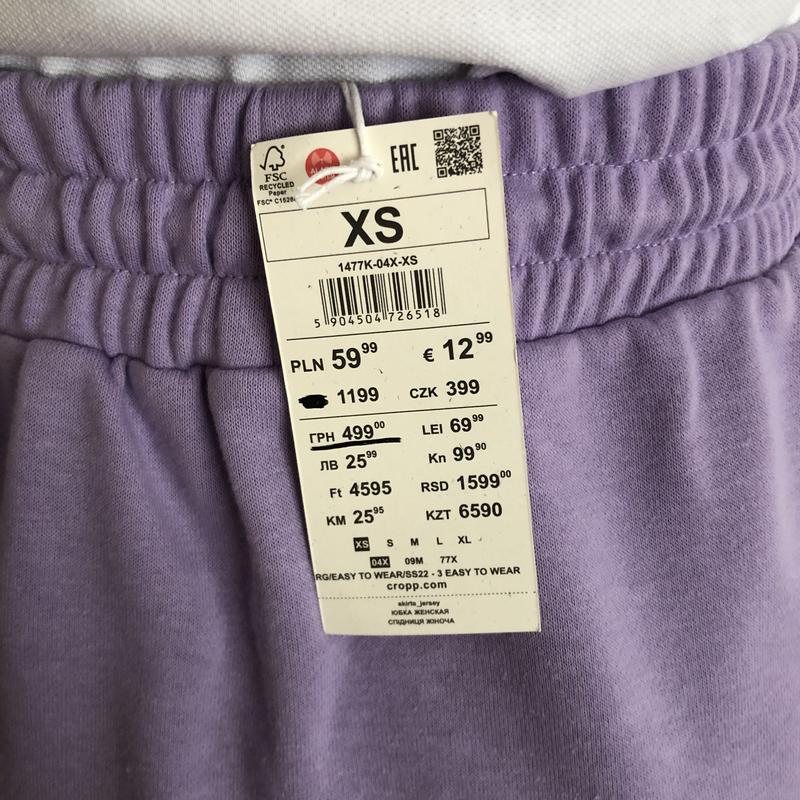 FSC
RECYCLED
Paper
FSC® C1526
EAC
XS
1477K-04X-XS
5 904504 726518
PLN 59 99 € 12 99
1199 CZK 399
ГРН 499 00 LEI 69 99
ЛВ 25 99 Kn 99 90
Ft 4595 RSD 1599 00
KM 25 95 KZT 6590
XS S M L XL
04X 09M 77X
RG/EASY TO WEAR/SS22 - 3 EASY TO WEAR
cropp.com
skirts_jersey
ЮБКА ЖЕНСКАЯ
СПІДНИЦЯ ЖІНОЧА